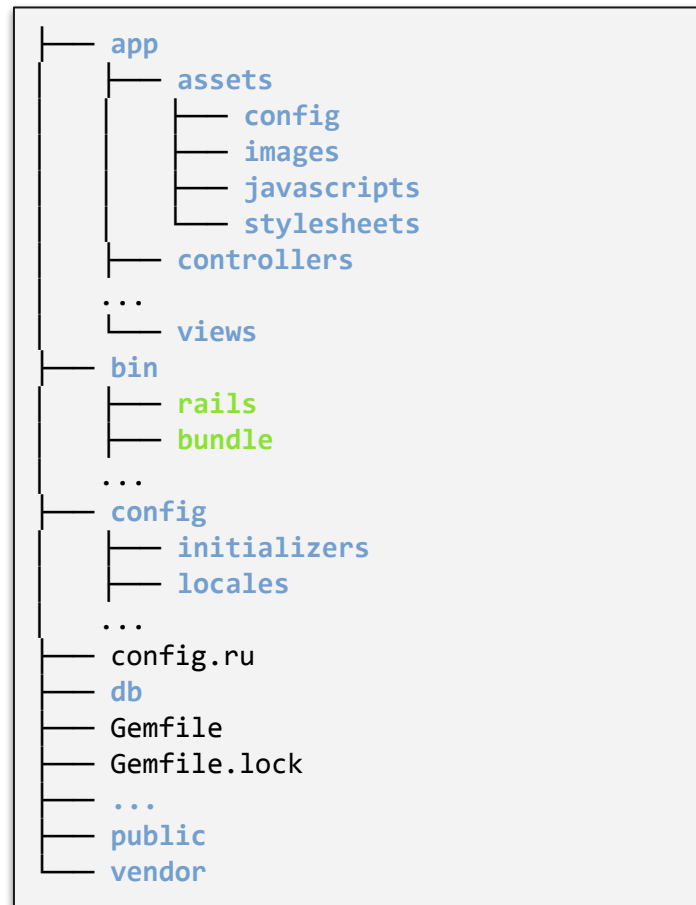 ├── app
│   ├── assets
│   │   ├── config
│   │   ├── images
│   │   ├── javascripts
│   │   └── stylesheets
│   ├── controllers
│   ...
│   └── views
├── bin
│   ├── rails
│   ├── bundle
│   ...
├── config
│   ├── initializers
│   ├── locales
│   ...
├── config.ru
├── db
├── Gemfile
├── Gemfile.lock
├── ...
├── public
└── vendor